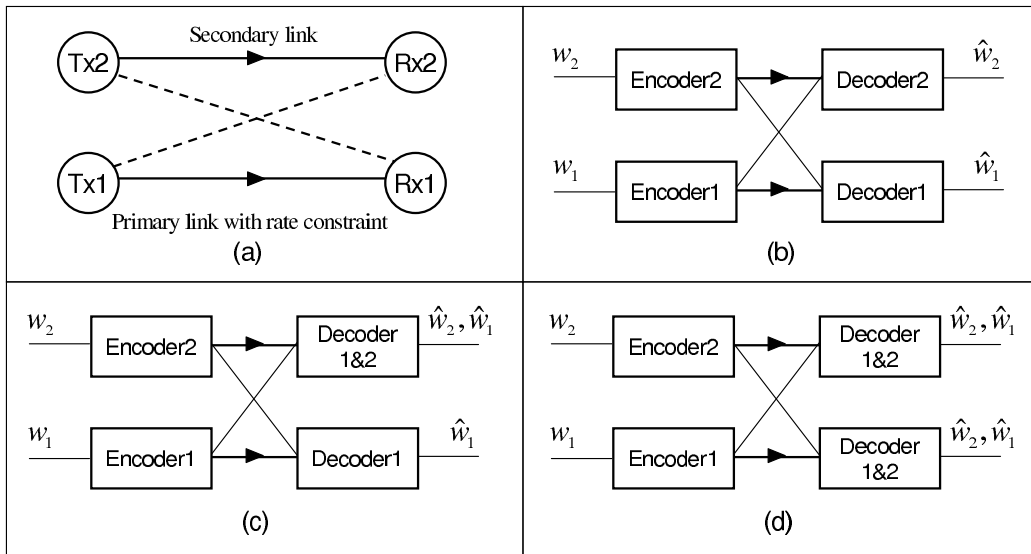 Secondary link
Tx2
Rx2
Tx1
Rx1
Primary link with rate constraint
(a)
w₂
Encoder2
Decoder2
ŵ₂
w₁
Encoder1
Decoder1
ŵ₁
(b)
w₂
Encoder2
Decoder
1&2
ŵ₂, ŵ₁
w₁
Encoder1
Decoder1
ŵ₁
(c)
w₂
Encoder2
Decoder
1&2
ŵ₂, ŵ₁
w₁
Encoder1
Decoder
1&2
ŵ₂, ŵ₁
(d)